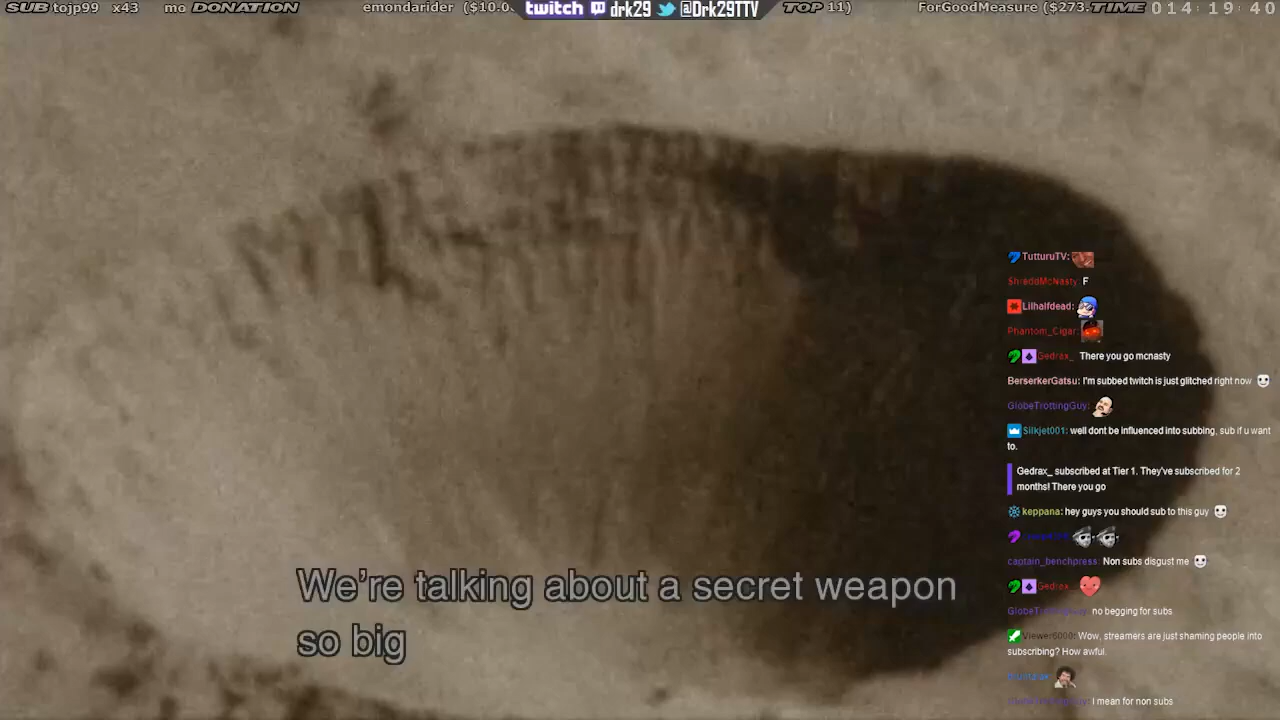 SUB tojp99 x43 mo DONATION emondarider ($10.0 twitch drk29 @Drk29TTV TOP 11) ForGoodMeasure ($273. TIME 014:19:40
TutturuTV:
ShreddMcNasty: F
Lilhalfdead:
Phantom_Cigar:
Gedrax_: There you go mcnasty
BerserkerGatsu: I'm subbed twitch is just glitched right now
GlobeTrottingGuy:
Silkjet001: well dont be influenced into subbing, sub if u want
to.
Gedrax_ subscribed at Tier 1. They've subscribed for 2
months! There you go
keppana: hey guys you should sub to this guy
captain_benchpress: Non subs disgust me
Gedrax_:
GlobeTrottingGuy: no begging for subs
Viewer6000: Wow, streamers are just shaming people into
subscribing? How awful.
GlobeTrottingGuy: I mean for non subs
We're talking about a secret weapon
so big